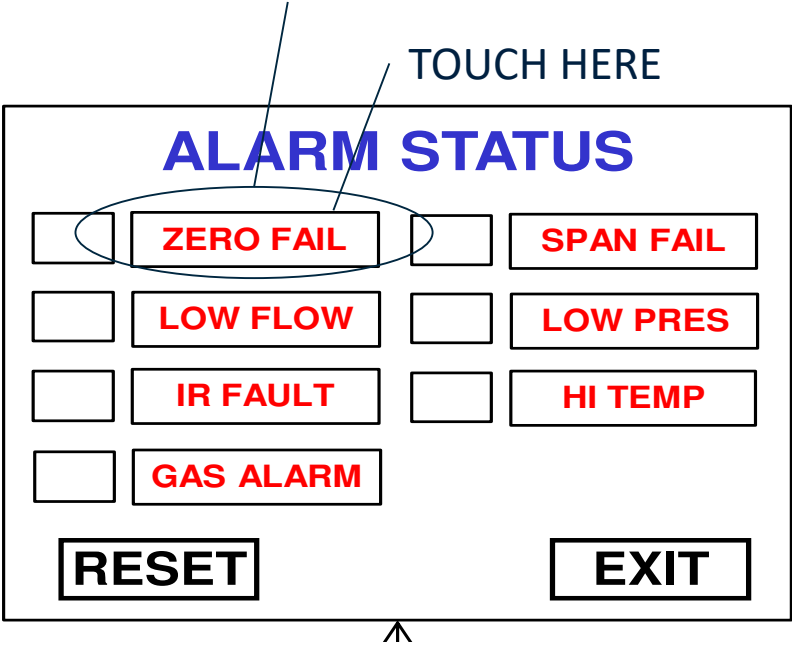 TOUCH HERE
ALARM STATUS
ZERO FAIL SPAN FAIL
LOW FLOW LOW PRES
IR FAULT HI TEMP
GAS ALARM
RESET EXIT